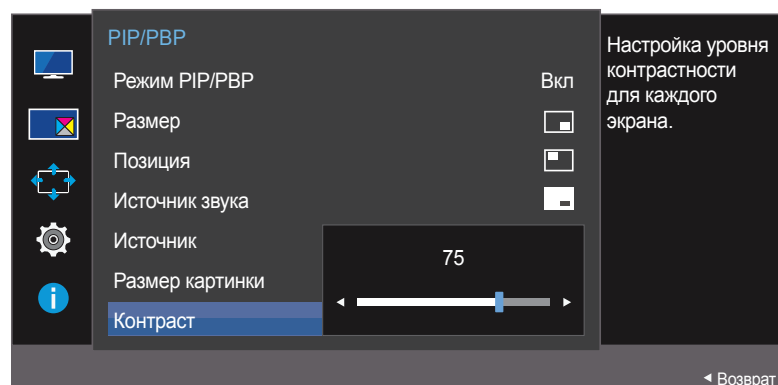 PIP/PBP
Режим PIP/PBP Вкл
Размер
Позиция
Источник звука
Источник
Размер картинки
Контраст
75
Настройка уровня
контрастности
для каждого
экрана.
Возврат